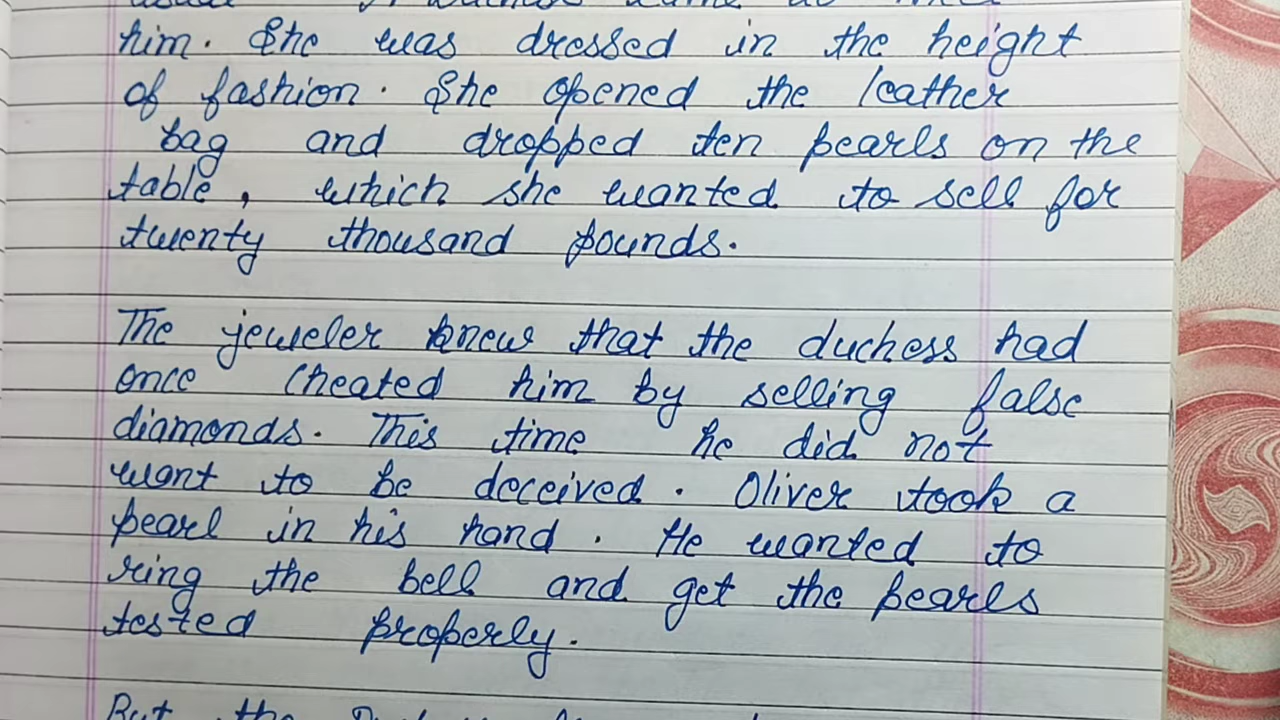 him. She was dressed in the height
of fashion. She opened the leather
bag and dropped ten pearls on the
table, which she wanted to sell for
twenty thousand pounds.
The jeweler knew that the duchess had
once cheated him by selling false
diamonds. This time he did not
want to be deceived. Oliver took a
pearl in his hand. He wanted to
ring the bell and get the pearls
tested properly.
But the